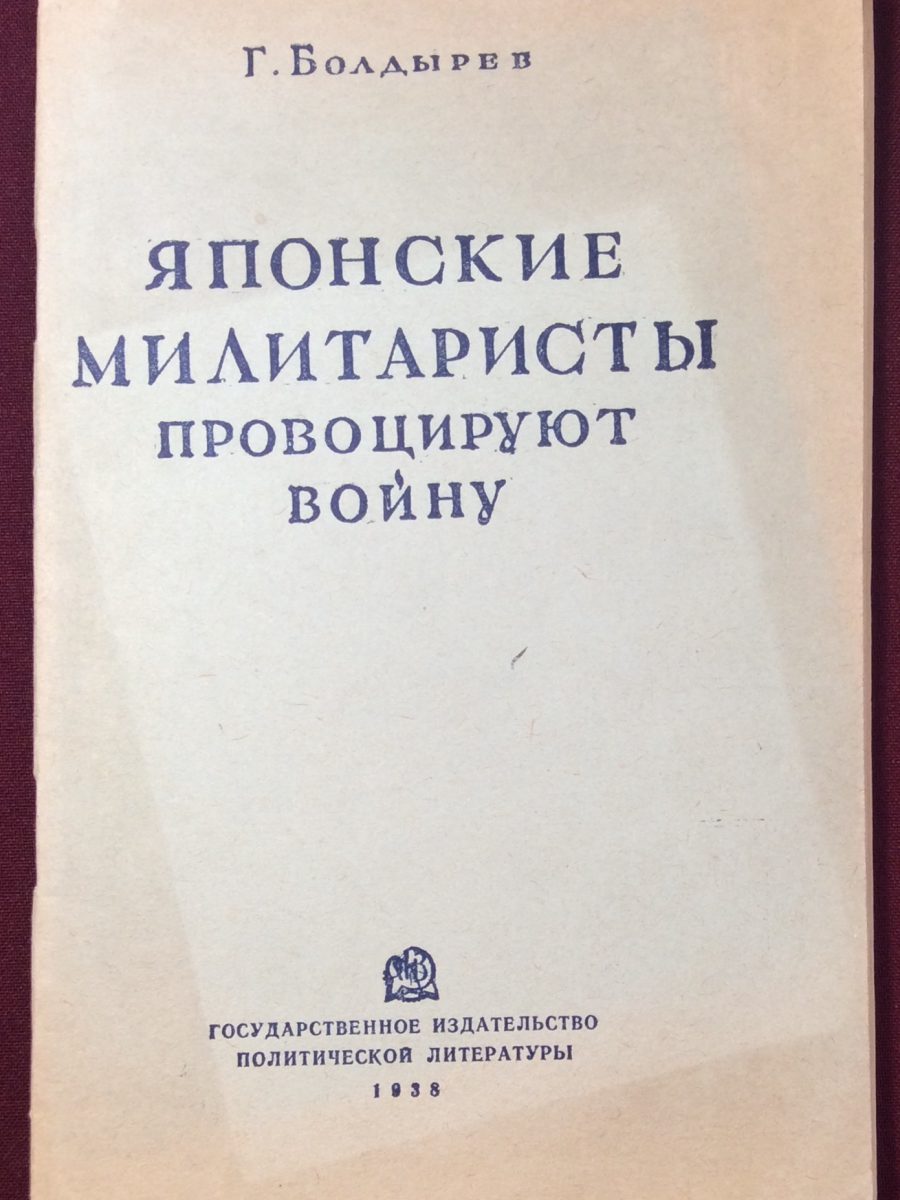 Г. Болдырев
ЯПОНСКИЕ
МИЛИТАРИСТЫ
ПРОВОЦИРУЮТ
ВОЙНУ
ГОСУДАРСТВЕННОЕ ИЗДАТЕЛЬСТВО
ПОЛИТИЧЕСКОЙ ЛИТЕРАТУРЫ
1938